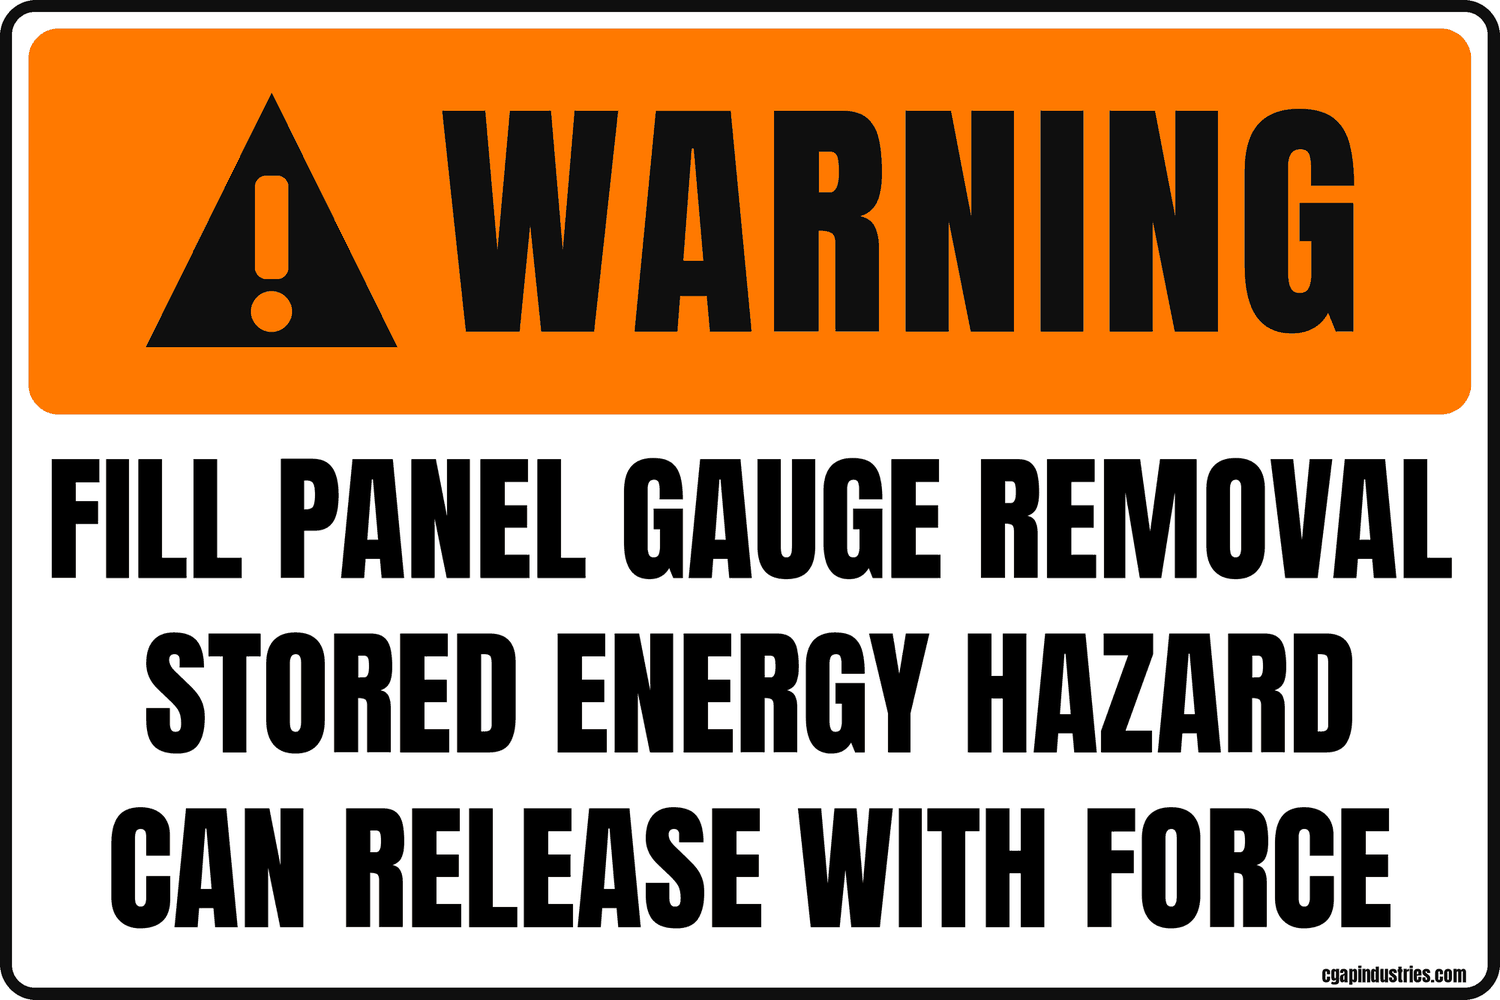 WARNING
FILL PANEL GAUGE REMOVAL
STORED ENERGY HAZARD
CAN RELEASE WITH FORCE
cgapindustries.com